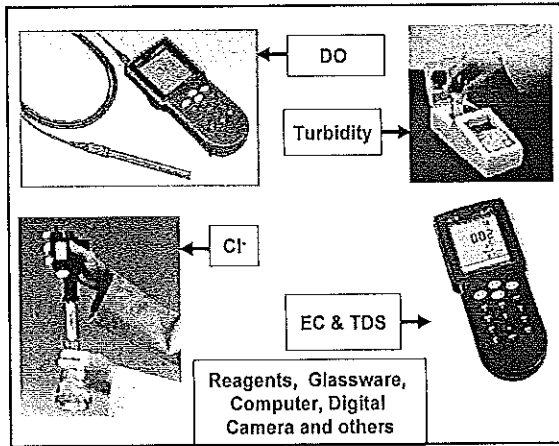 DO
Turbidity
Cl-
EC & TDS
Reagents, Glassware,
Computer, Digital
Camera and others